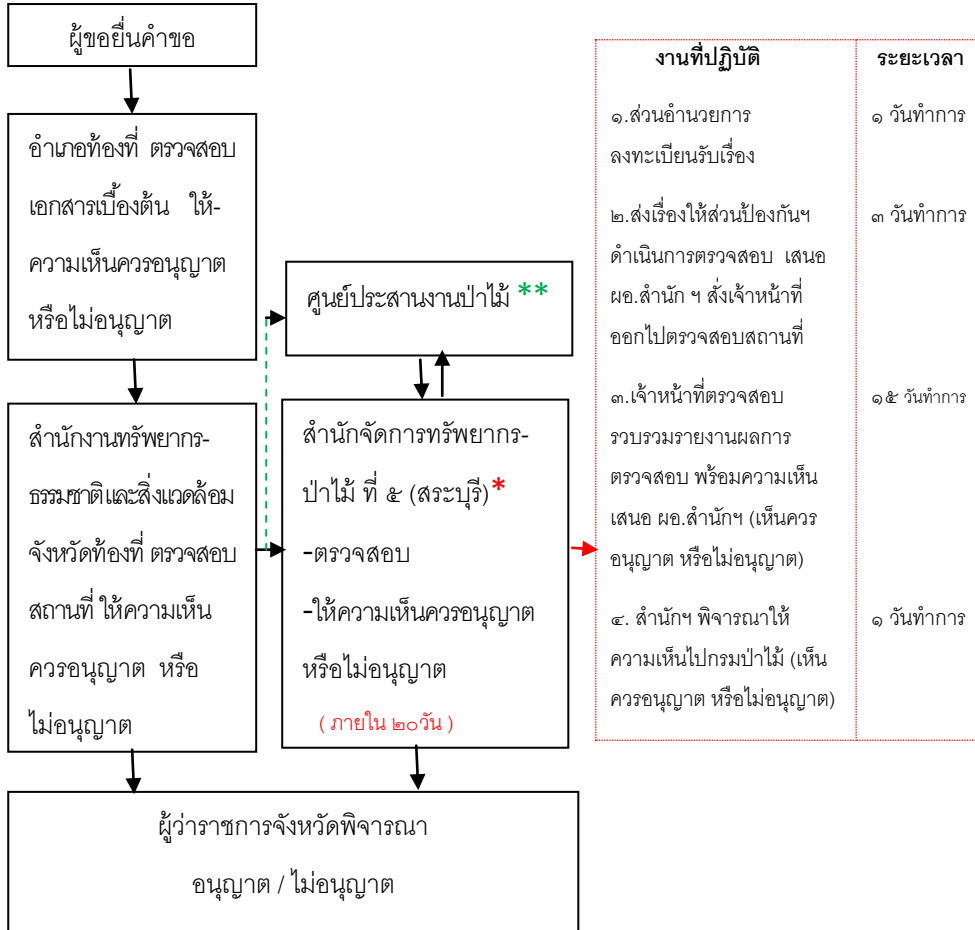 ผู้ขอยื่นคำขอ
อำเภอท้องที่ ตรวจสอบ
เอกสารเบื้องต้น ให้-
ความเห็นควรอนุญาต
หรือไม่อนุญาต
สำนักงานทรัพยากร-
ธรรมชาติและสิ่งแวดล้อม
จังหวัดท้องที่ ตรวจสอบ
สถานที่ ให้ความเห็น
ควรอนุญาต หรือ
ไม่อนุญาต
ศูนย์ประสานงานป่าไม้ **
สำนักจัดการทรัพยากร-
ป่าไม้ ที่ ๕ (สระบุรี)*
-ตรวจสอบ
-ให้ความเห็นควรอนุญาต
หรือไม่อนุญาต
( ภายใน ๒๐วัน )
ผู้ว่าราชการจังหวัดพิจารณา
อนุญาต / ไม่อนุญาต
งานที่ปฏิบัติ ระยะเวลา
๑.ส่วนอำนวยการ ๑ วันทำการ
ลงทะเบียนรับเรื่อง
๒.ส่งเรื่องให้ส่วนป้องกันฯ ๓ วันทำการ
ดำเนินการตรวจสอบ เสนอ
ผอ.สำนัก ฯ สั่งเจ้าหน้าที่
ออกไปตรวจสอบสถานที่
๓.เจ้าหน้าที่ตรวจสอบ ๑๕ วันทำการ
รวบรวมรายงานผลการ
ตรวจสอบ พร้อมความเห็น
เสนอ ผอ.สำนักฯ (เห็นควร
อนุญาต หรือไม่อนุญาต)
๔. สำนักฯ พิจารณาให้ ๑ วันทำการ
ความเห็นไปกรมป่าไม้ (เห็น
ควรอนุญาต หรือไม่อนุญาต)